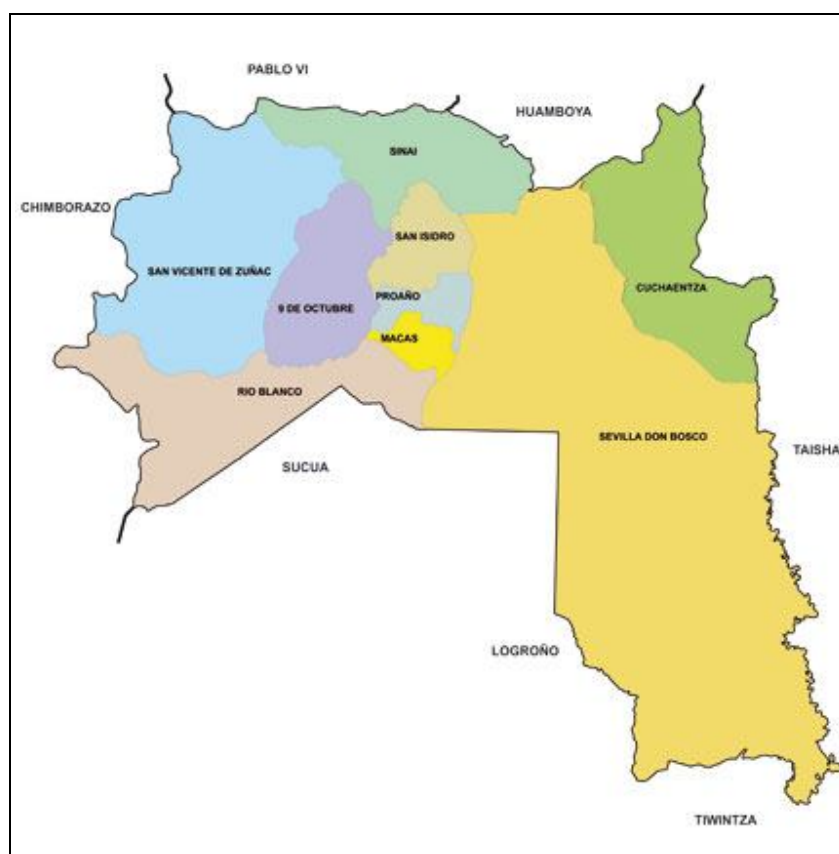 PABLO VI
HUAMBOYA
SINAI
CHIMBORAZO
SAN ISIDRO
SAN VICENTE DE ZUÑAC
CUCHAENTZA
PROAÑO
9 DE OCTUBRE
MACAS
RIO BLANCO
SEVILLA DON BOSCO
TAISHA
SUCUA
LOGROÑO
TIWINTZA